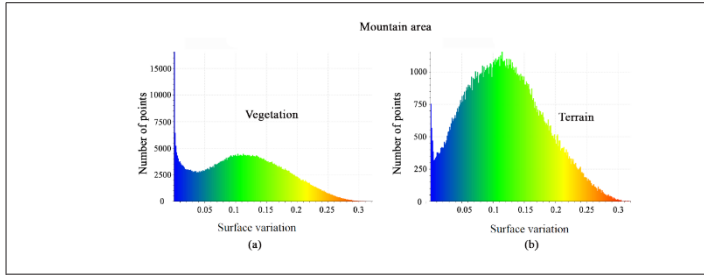 Mountain area
15000
10000
7500
5000
2500
0
Number of points
Vegetation
0.05 0.1 0.15 0.2 0.25 0.3
Surface variation
(a)
1000
750
500
250
0
Number of points
Terrain
0.05 0.1 0.15 0.2 0.25 0.3
Surface variation
(b)